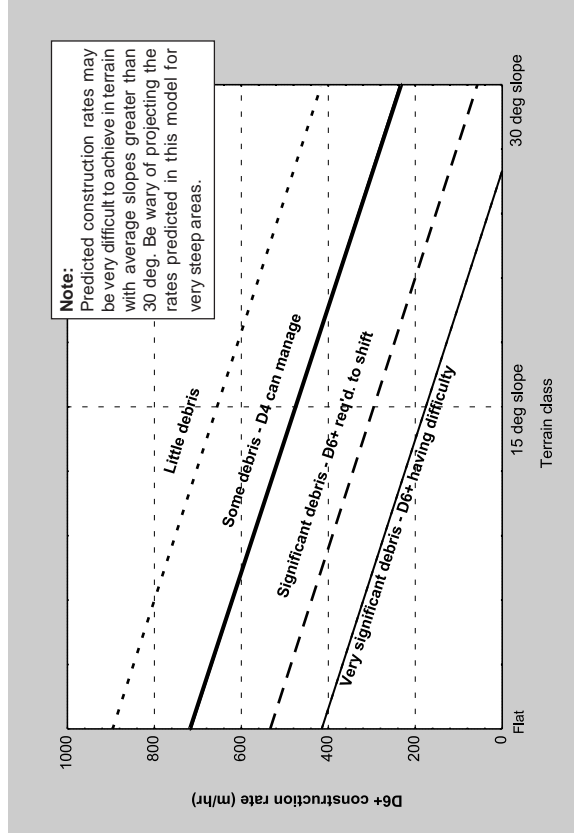 Note:
Predicted construction rates may
be very difficult to achieve in terrain
with average slopes greater than
30 deg. Be wary of projecting the
rates predicted in this model for
very steep areas.
1000
800
600
400
200
0
D6+ construction rate (m/hr)
Little debris
Some debris - D4 can manage
Significant debris - D6+ req'd. to shift
Very significant debris - D6+ having difficulty
Flat
15 deg slope
30 deg slope
Terrain class